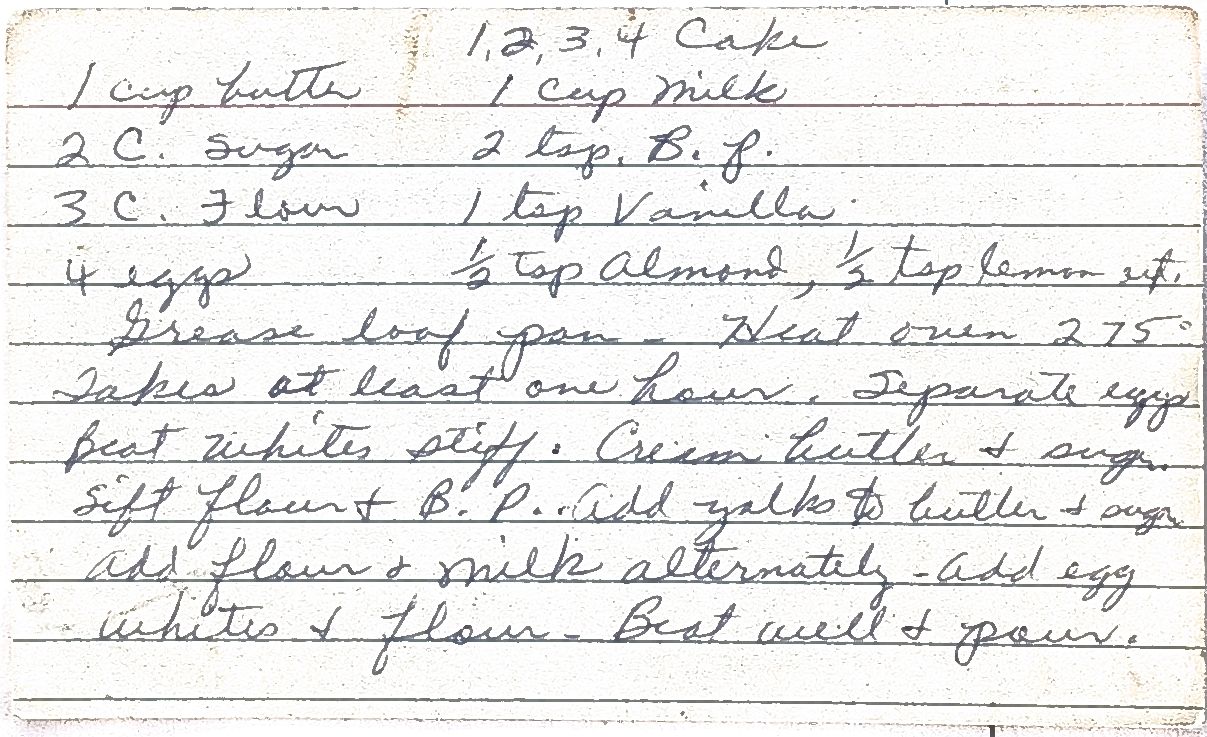 1, 2, 3, 4 Cake
1 cup butter 1 cup Milk
2 C. Sugar 2 tsp. B. p.
3 C. Flour 1 tsp Vanilla
4 eggs 1/2 tsp Almond, 1/2 tsp lemon ext.
Grease loaf pan - Heat oven 275°
Takes at least one hour. Separate eggs
Beat whites stiff. Cream butter & sugar
Sift flour & B. P.. Add yolks to butter & sugar
add flour & milk alternately - add egg
whites & flour - Beat well & pour.